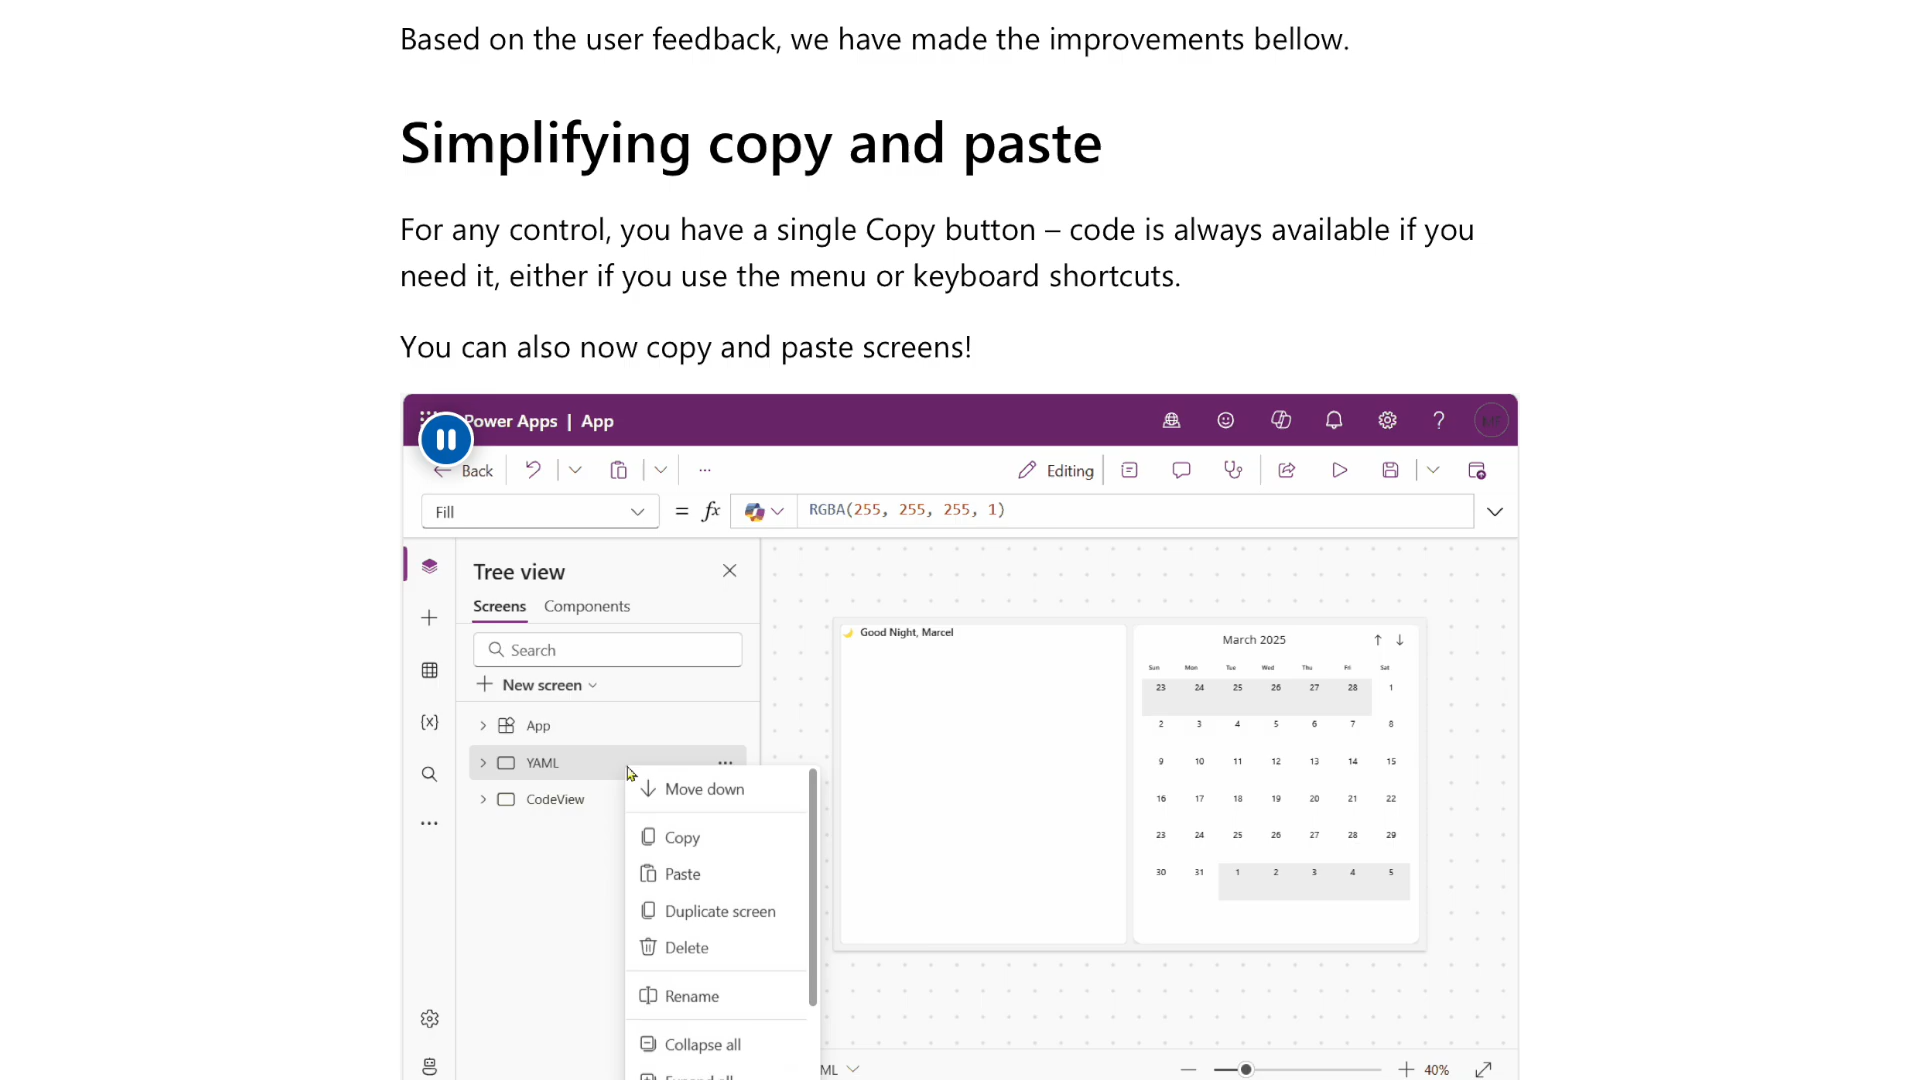 Based on the user feedback, we have made the improvements bellow.
Simplifying copy and paste
For any control, you have a single Copy button – code is always available if you
need it, either if you use the menu or keyboard shortcuts.
You can also now copy and paste screens!
Power Apps | App
Back
Editing
Fill
= fx
RGBA(255, 255, 255, 1)
Tree view
Screens Components
Search
New screen
App
YAML
CodeView
Move down
Copy
Paste
Duplicate screen
Delete
Rename
Collapse all
Expand all
🌙 Good Night, Marcel
March 2025
Sun Mon Tue Wed Thu Fri Sat
23 24 25 26 27 28 1
2 3 4 5 6 7 8
9 10 11 12 13 14 15
16 17 18 19 20 21 22
23 24 25 26 27 28 29
30 31 1 2 3 4 5
ML
40%